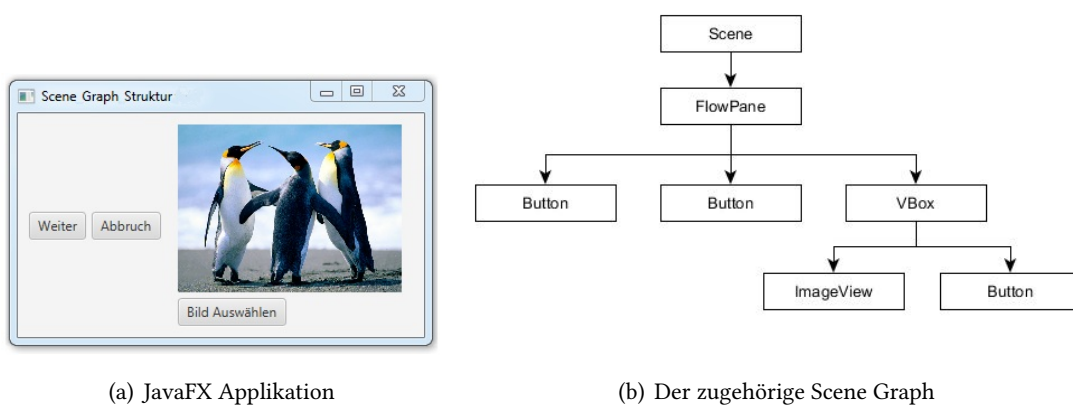 Scene Graph Struktur
Weiter
Abbruch
Bild Auswählen
(a) JavaFX Applikation
Scene
FlowPane
Button
Button
VBox
ImageView
Button
(b) Der zugehörige Scene Graph